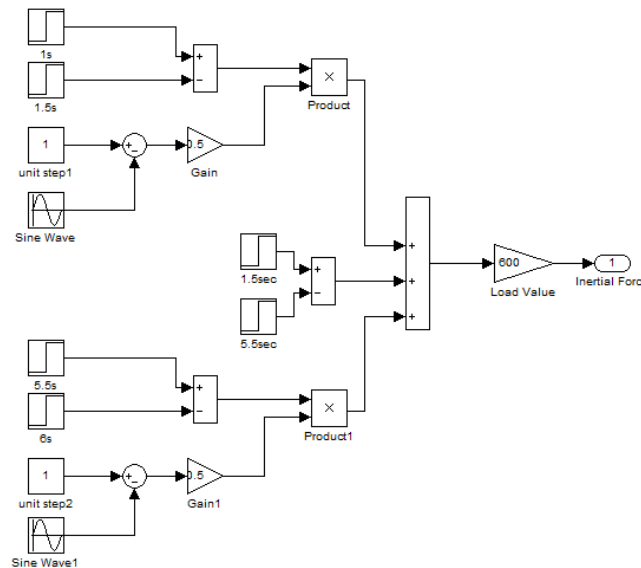 1s
+
−
1.5s
×
Product
1
unit step1
+
−
0.5
Gain
Sine Wave
1.5sec
+
−
5.5sec
+
+
+
600
Load Value
1
Inertial Forc
5.5s
+
−
6s
×
Product1
1
unit step2
+
−
0.5
Gain1
Sine Wave1